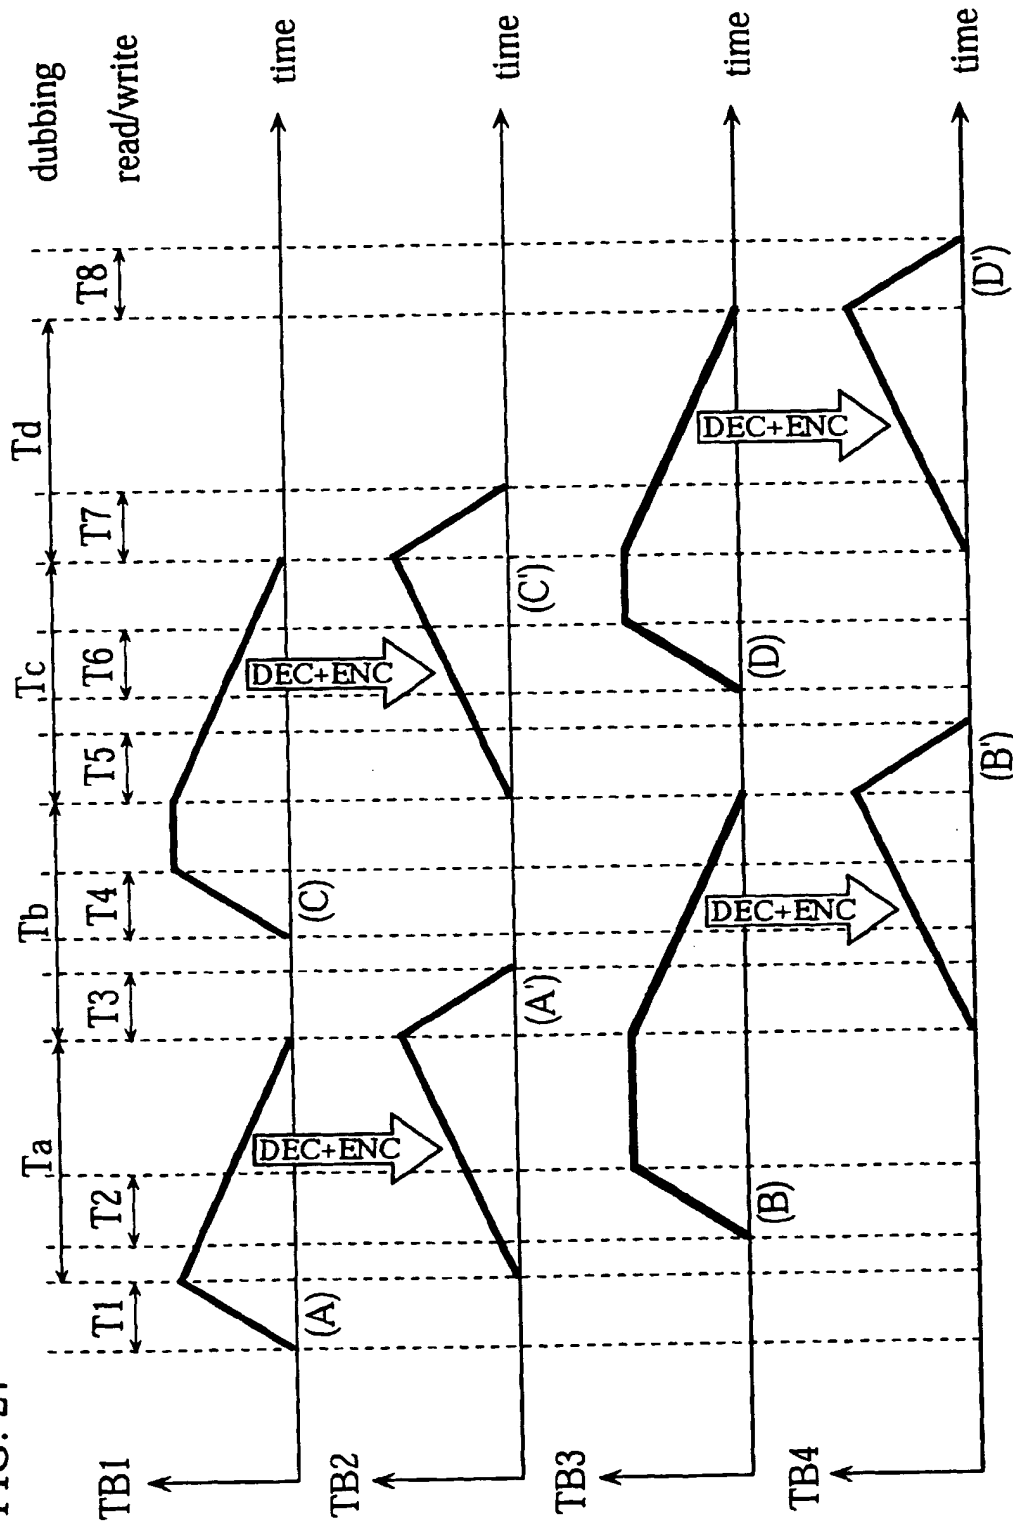 FIG. 27
dubbing
Ta
Tb
Tc
Td
read/write
T1
T2
T3
T4
T5
T6
T7
T8
TB1
(A)
DEC+ENC
(C)
DEC+ENC
time
TB2
(A')
(C')
time
TB3
(B)
DEC+ENC
(D)
DEC+ENC
time
TB4
(B')
(D')
time